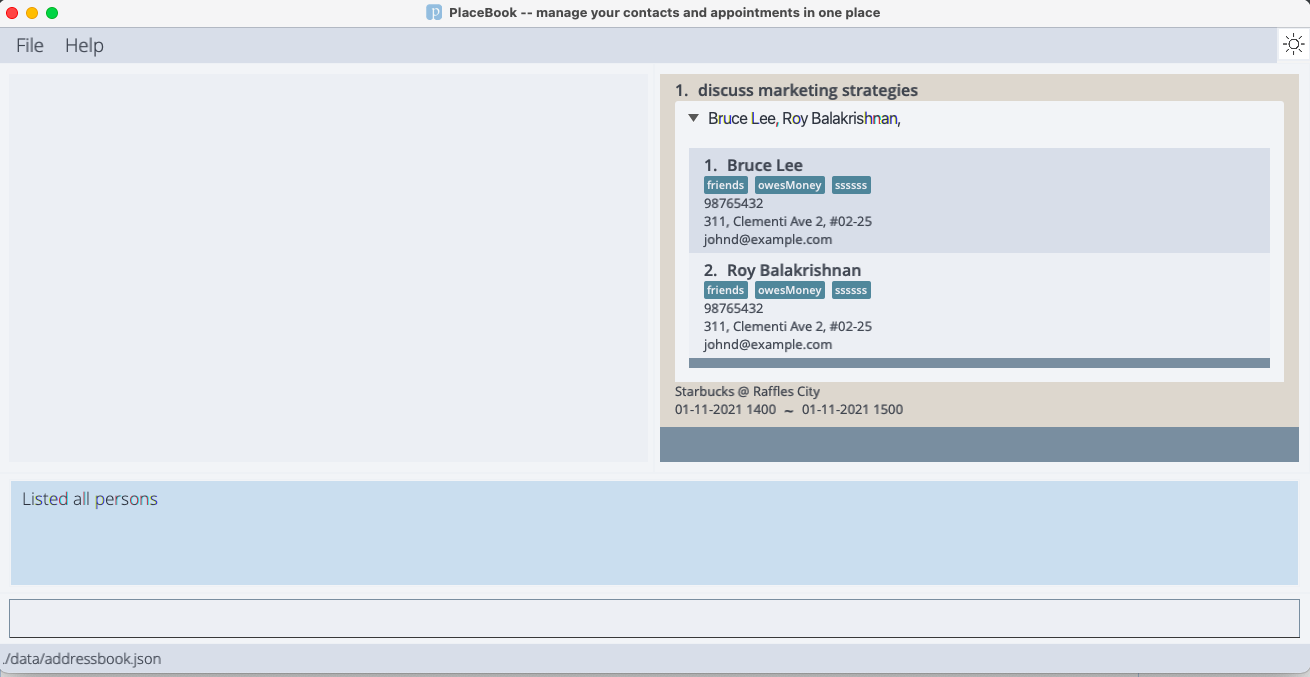 PlaceBook -- manage your contacts and appointments in one place
File Help
1. discuss marketing strategies
Bruce Lee, Roy Balakrishnan,
1. Bruce Lee
friends owesMoney ssssss
98765432
311, Clementi Ave 2, #02-25
johnd@example.com
2. Roy Balakrishnan
friends owesMoney ssssss
98765432
311, Clementi Ave 2, #02-25
johnd@example.com
Starbucks @ Raffles City
01-11-2021 1400 ~ 01-11-2021 1500
Listed all persons
./data/addressbook.json